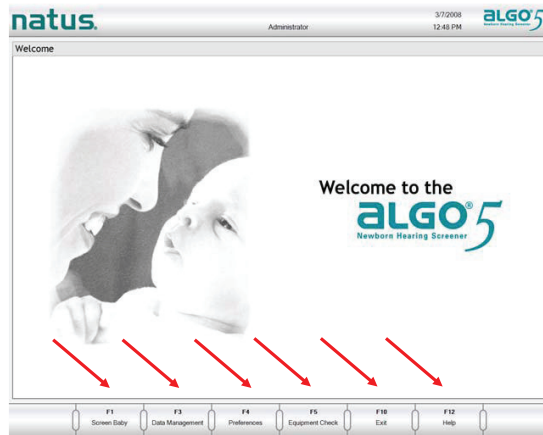 natus.
Administrator
3/7/2008
12:48 PM
aLGO® 5
Newborn Hearing Screener
Welcome
Welcome to the
aLGO® 5
Newborn Hearing Screener
F1
Screen Baby
F3
Data Management
F4
Preferences
F5
Equipment Check
F10
Exit
F12
Help